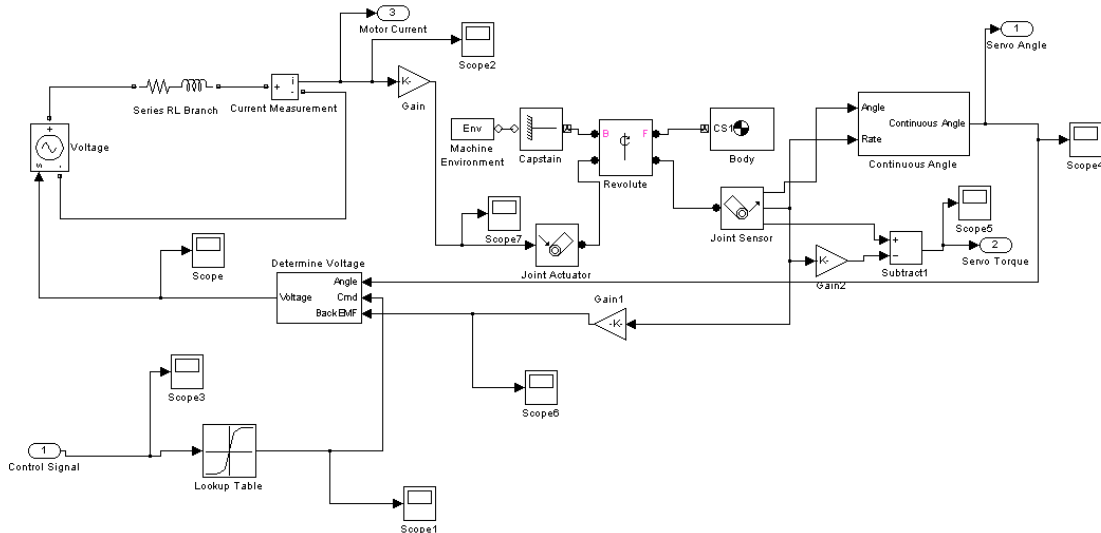 3
Motor Current
Scope2
1
Servo Angle
Series RL Branch
+
i
-
Current Measurement
K-
Gain
+
s
-
Voltage
Env
Machine
Environment
Capstain
B
F
Revolute
CS1
Body
Angle
Rate
Continuous Angle
Continuous Angle
Scope4
Joint Sensor
Scope7
Joint Actuator
Scope5
+
-
Subtract1
2
Servo Torque
K-
Gain2
Scope
Determine Voltage
Angle
Cmd
BackEMF
Voltage
Gain1
-K-
Scope3
Scope6
1
Control Signal
Lookup Table
Scope1